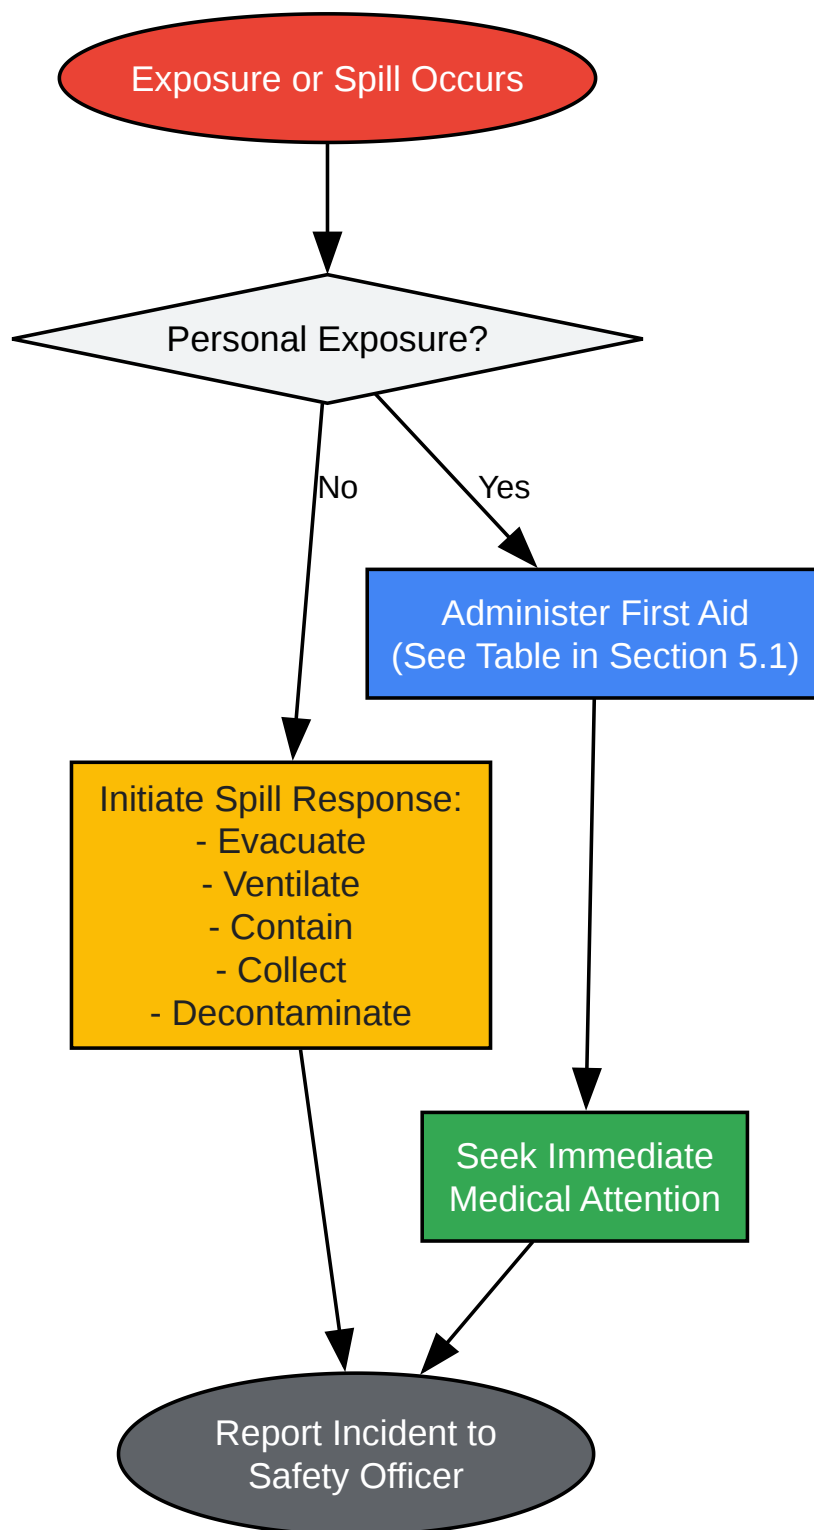 Exposure or Spill Occurs
Personal Exposure?
No
Yes
Administer First Aid
(See Table in Section 5.1)
Initiate Spill Response:
- Evacuate
- Ventilate
- Contain
- Collect
- Decontaminate
Seek Immediate
Medical Attention
Report Incident to
Safety Officer